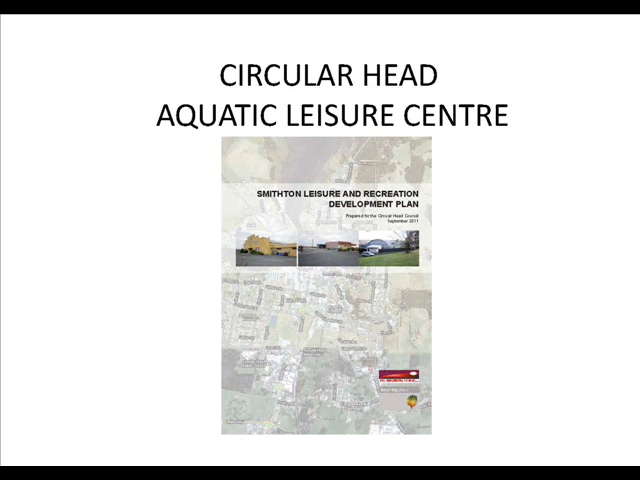 CIRCULAR HEAD
AQUATIC LEISURE CENTRE
SMITHTON LEISURE AND RECREATION
DEVELOPMENT PLAN
Prepared for the Circular Head Council
September 2011